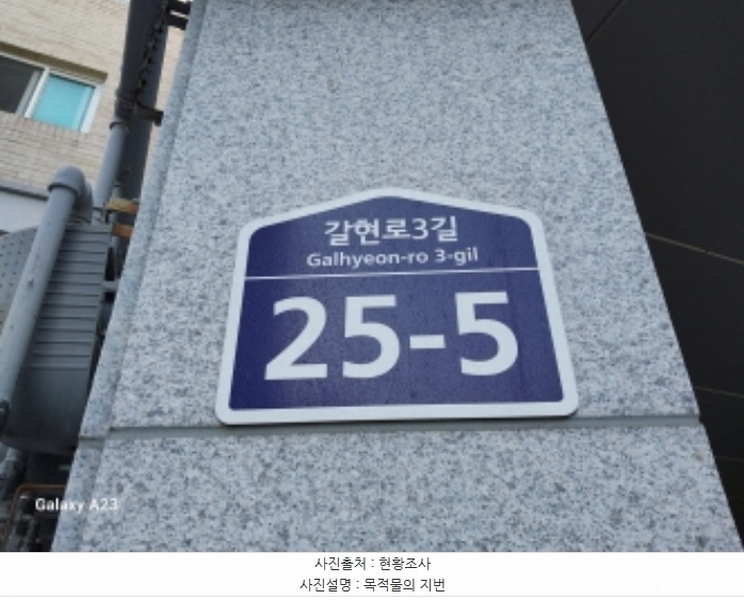 갈현로3길
Galhyeon-ro 3-gil
25-5
Galaxy A23
사진출처 : 현황조사
사진설명 : 목적물의 지번